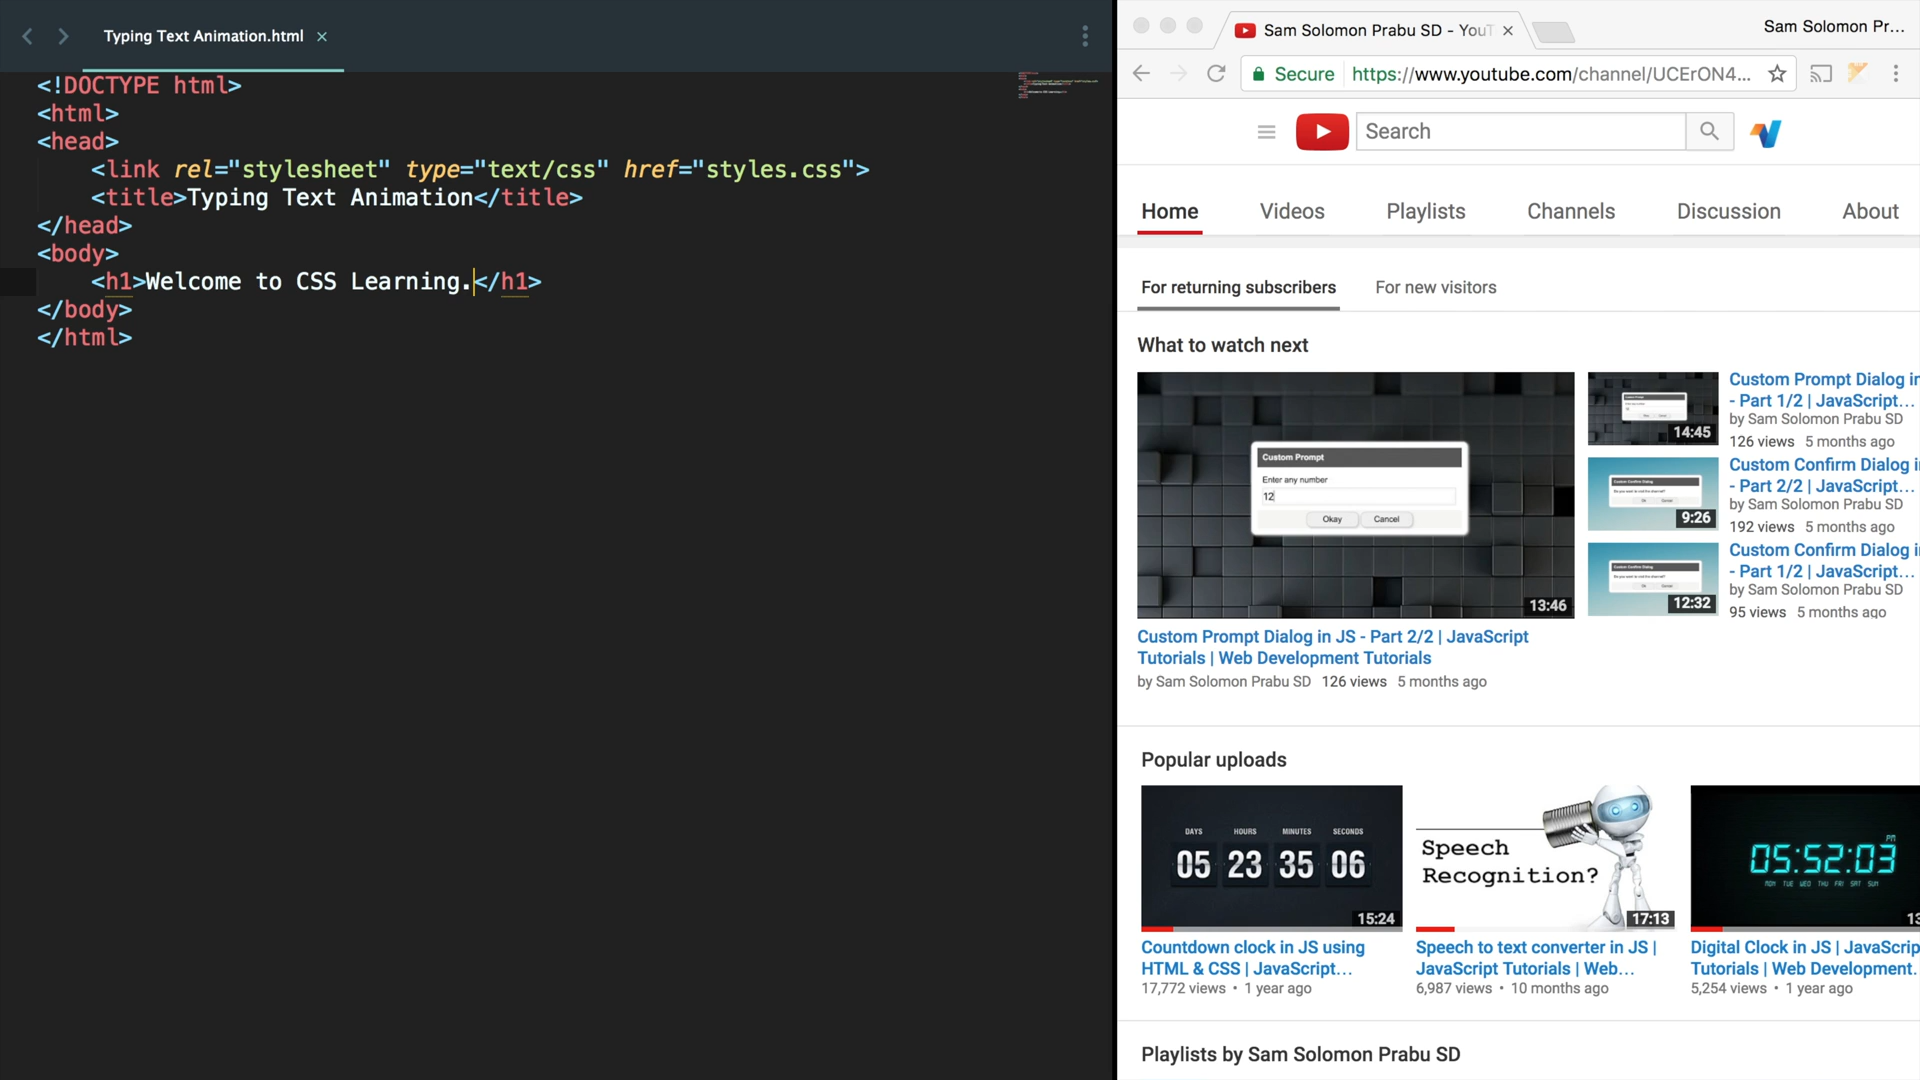 Typing Text Animation.html
<!DOCTYPE html>
<html>
<head>
<link rel="stylesheet" type="text/css" href="styles.css">
<title>Typing Text Animation</title>
</head>
<body>
<h1>Welcome to CSS Learning.</h1>
</body>
</html>
Sam Solomon Prabu SD - YouT
Sam Solomon Pr...
Secure https://www.youtube.com/channel/UCErON4...
Search
Home Videos Playlists Channels Discussion About
For returning subscribers For new visitors
What to watch next
Custom Prompt
Enter any number
12
Okay Cancel
13:46
Custom Prompt Dialog in JS - Part 2/2 | JavaScript
Tutorials | Web Development Tutorials
by Sam Solomon Prabu SD 126 views 5 months ago
14:45
Custom Prompt Dialog in
- Part 1/2 | JavaScript...
by Sam Solomon Prabu SD
126 views 5 months ago
9:26
Custom Confirm Dialog i
- Part 2/2 | JavaScript...
by Sam Solomon Prabu SD
192 views 5 months ago
12:32
Custom Confirm Dialog i
- Part 1/2 | JavaScript...
by Sam Solomon Prabu SD
95 views 5 months ago
Popular uploads
DAYS HOURS MINUTES SECONDS
05 23 35 06
15:24
Countdown clock in JS using
HTML & CSS | JavaScript...
17,772 views • 1 year ago
Speech
Recognition?
17:13
Speech to text converter in JS |
JavaScript Tutorials | Web...
6,987 views • 10 months ago
PM
05:52:03
MON TUE WED THU FRI SAT SUN
13
Digital Clock in JS | JavaScrip
Tutorials | Web Development.
5,254 views • 1 year ago
Playlists by Sam Solomon Prabu SD